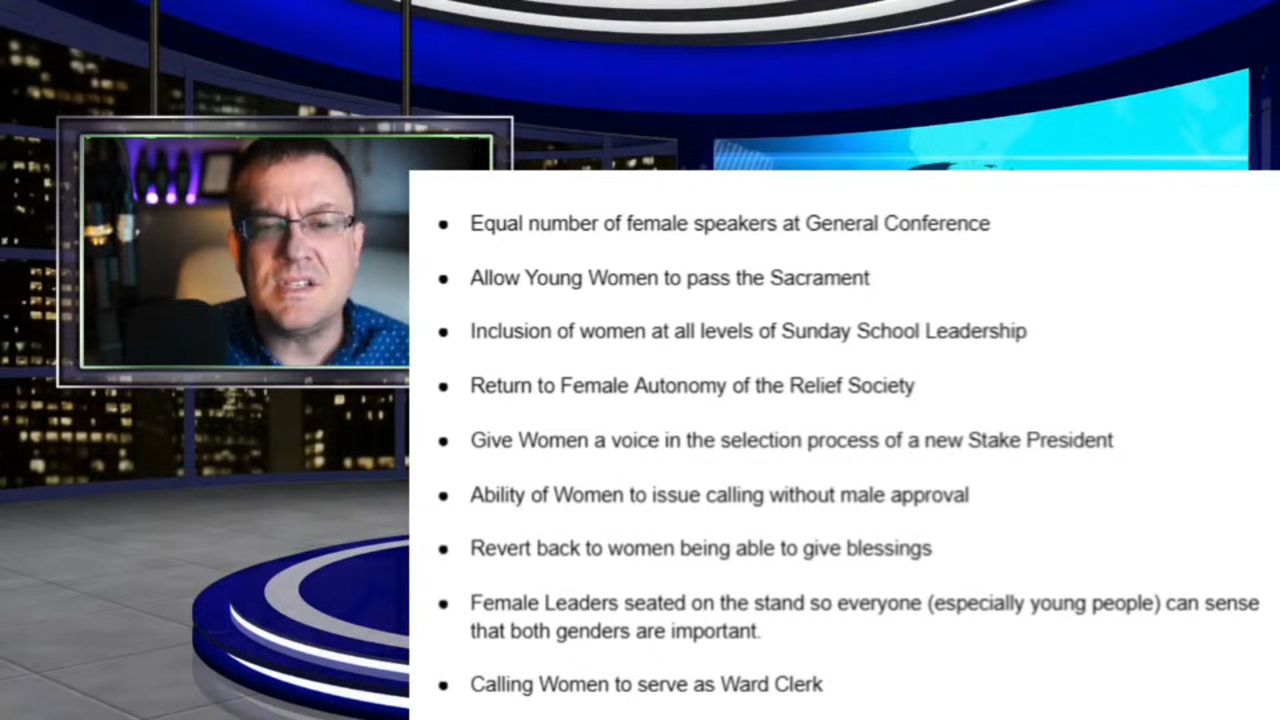 • Equal number of female speakers at General Conference
• Allow Young Women to pass the Sacrament
• Inclusion of women at all levels of Sunday School Leadership
• Return to Female Autonomy of the Relief Society
• Give Women a voice in the selection process of a new Stake President
• Ability of Women to issue calling without male approval
• Revert back to women being able to give blessings
• Female Leaders seated on the stand so everyone (especially young people) can sense
that both genders are important.
• Calling Women to serve as Ward Clerk